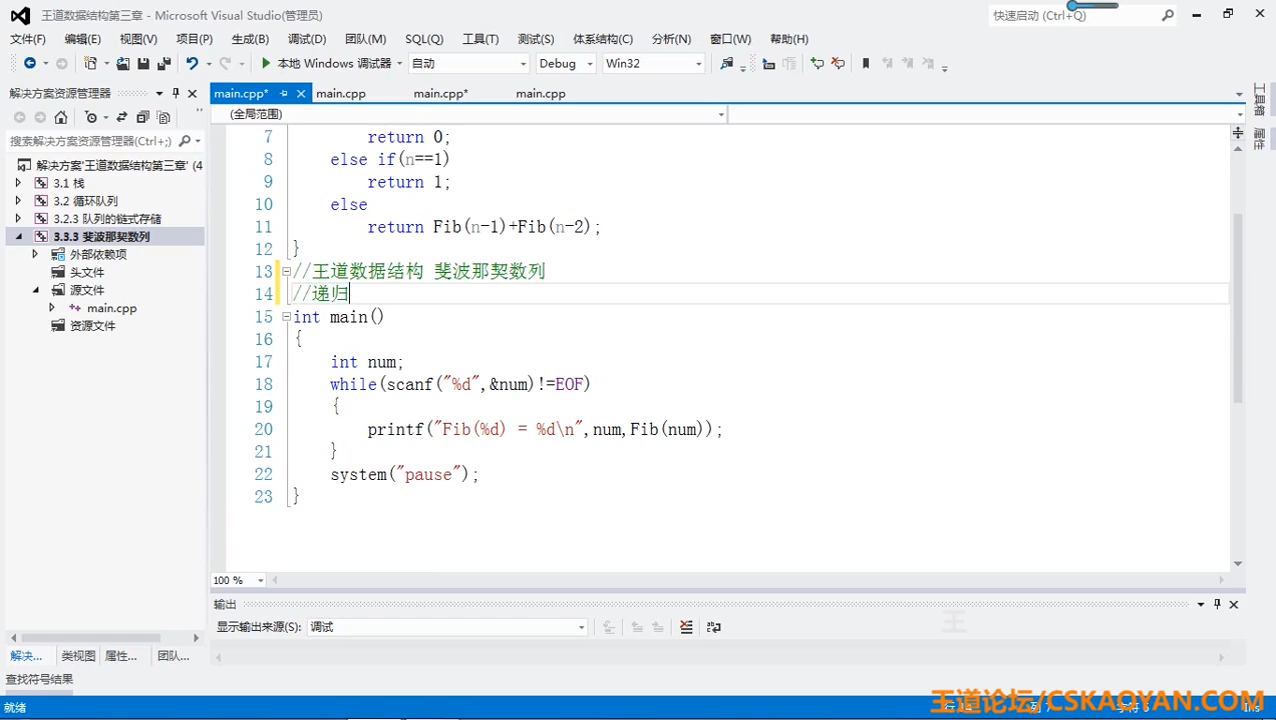 王道数据结构第三章 - Microsoft Visual Studio(管理员)
快速启动 (Ctrl+Q)
文件(F) 编辑(E) 视图(V) 项目(P) 生成(B) 调试(D) 团队(M) SQL(Q) 工具(T) 测试(S) 体系结构(C) 分析(N) 窗口(W) 帮助(H)
本地 Windows 调试器 自动 Debug Win32
解决方案资源管理器
main.cpp* main.cpp main.cpp* main.cpp
(全局范围)
搜索解决方案资源管理器(Ctrl+;)
解决方案'王道数据结构第三章' (4
3.1 栈
3.2 循环队列
3.2.3 队列的链式存储
3.3.3 斐波那契数列
外部依赖项
头文件
源文件
main.cpp
资源文件
7 return 0;
8 else if(n==1)
9 return 1;
10 else
11 return Fib(n-1)+Fib(n-2);
12 }
13 //王道数据结构 斐波那契数列
14 //递归
15 int main()
16 {
17 int num;
18 while(scanf("%d",&num)!=EOF)
19 {
20 printf("Fib(%d) = %d\n",num,Fib(num));
21 }
22 system("pause");
23 }
100 %
输出
显示输出来源(S): 调试
王
解决... 类视图 属性... 团队...
查找符号结果
就绪
王道论坛/CSKAOYAN.COM
工具箱
属性